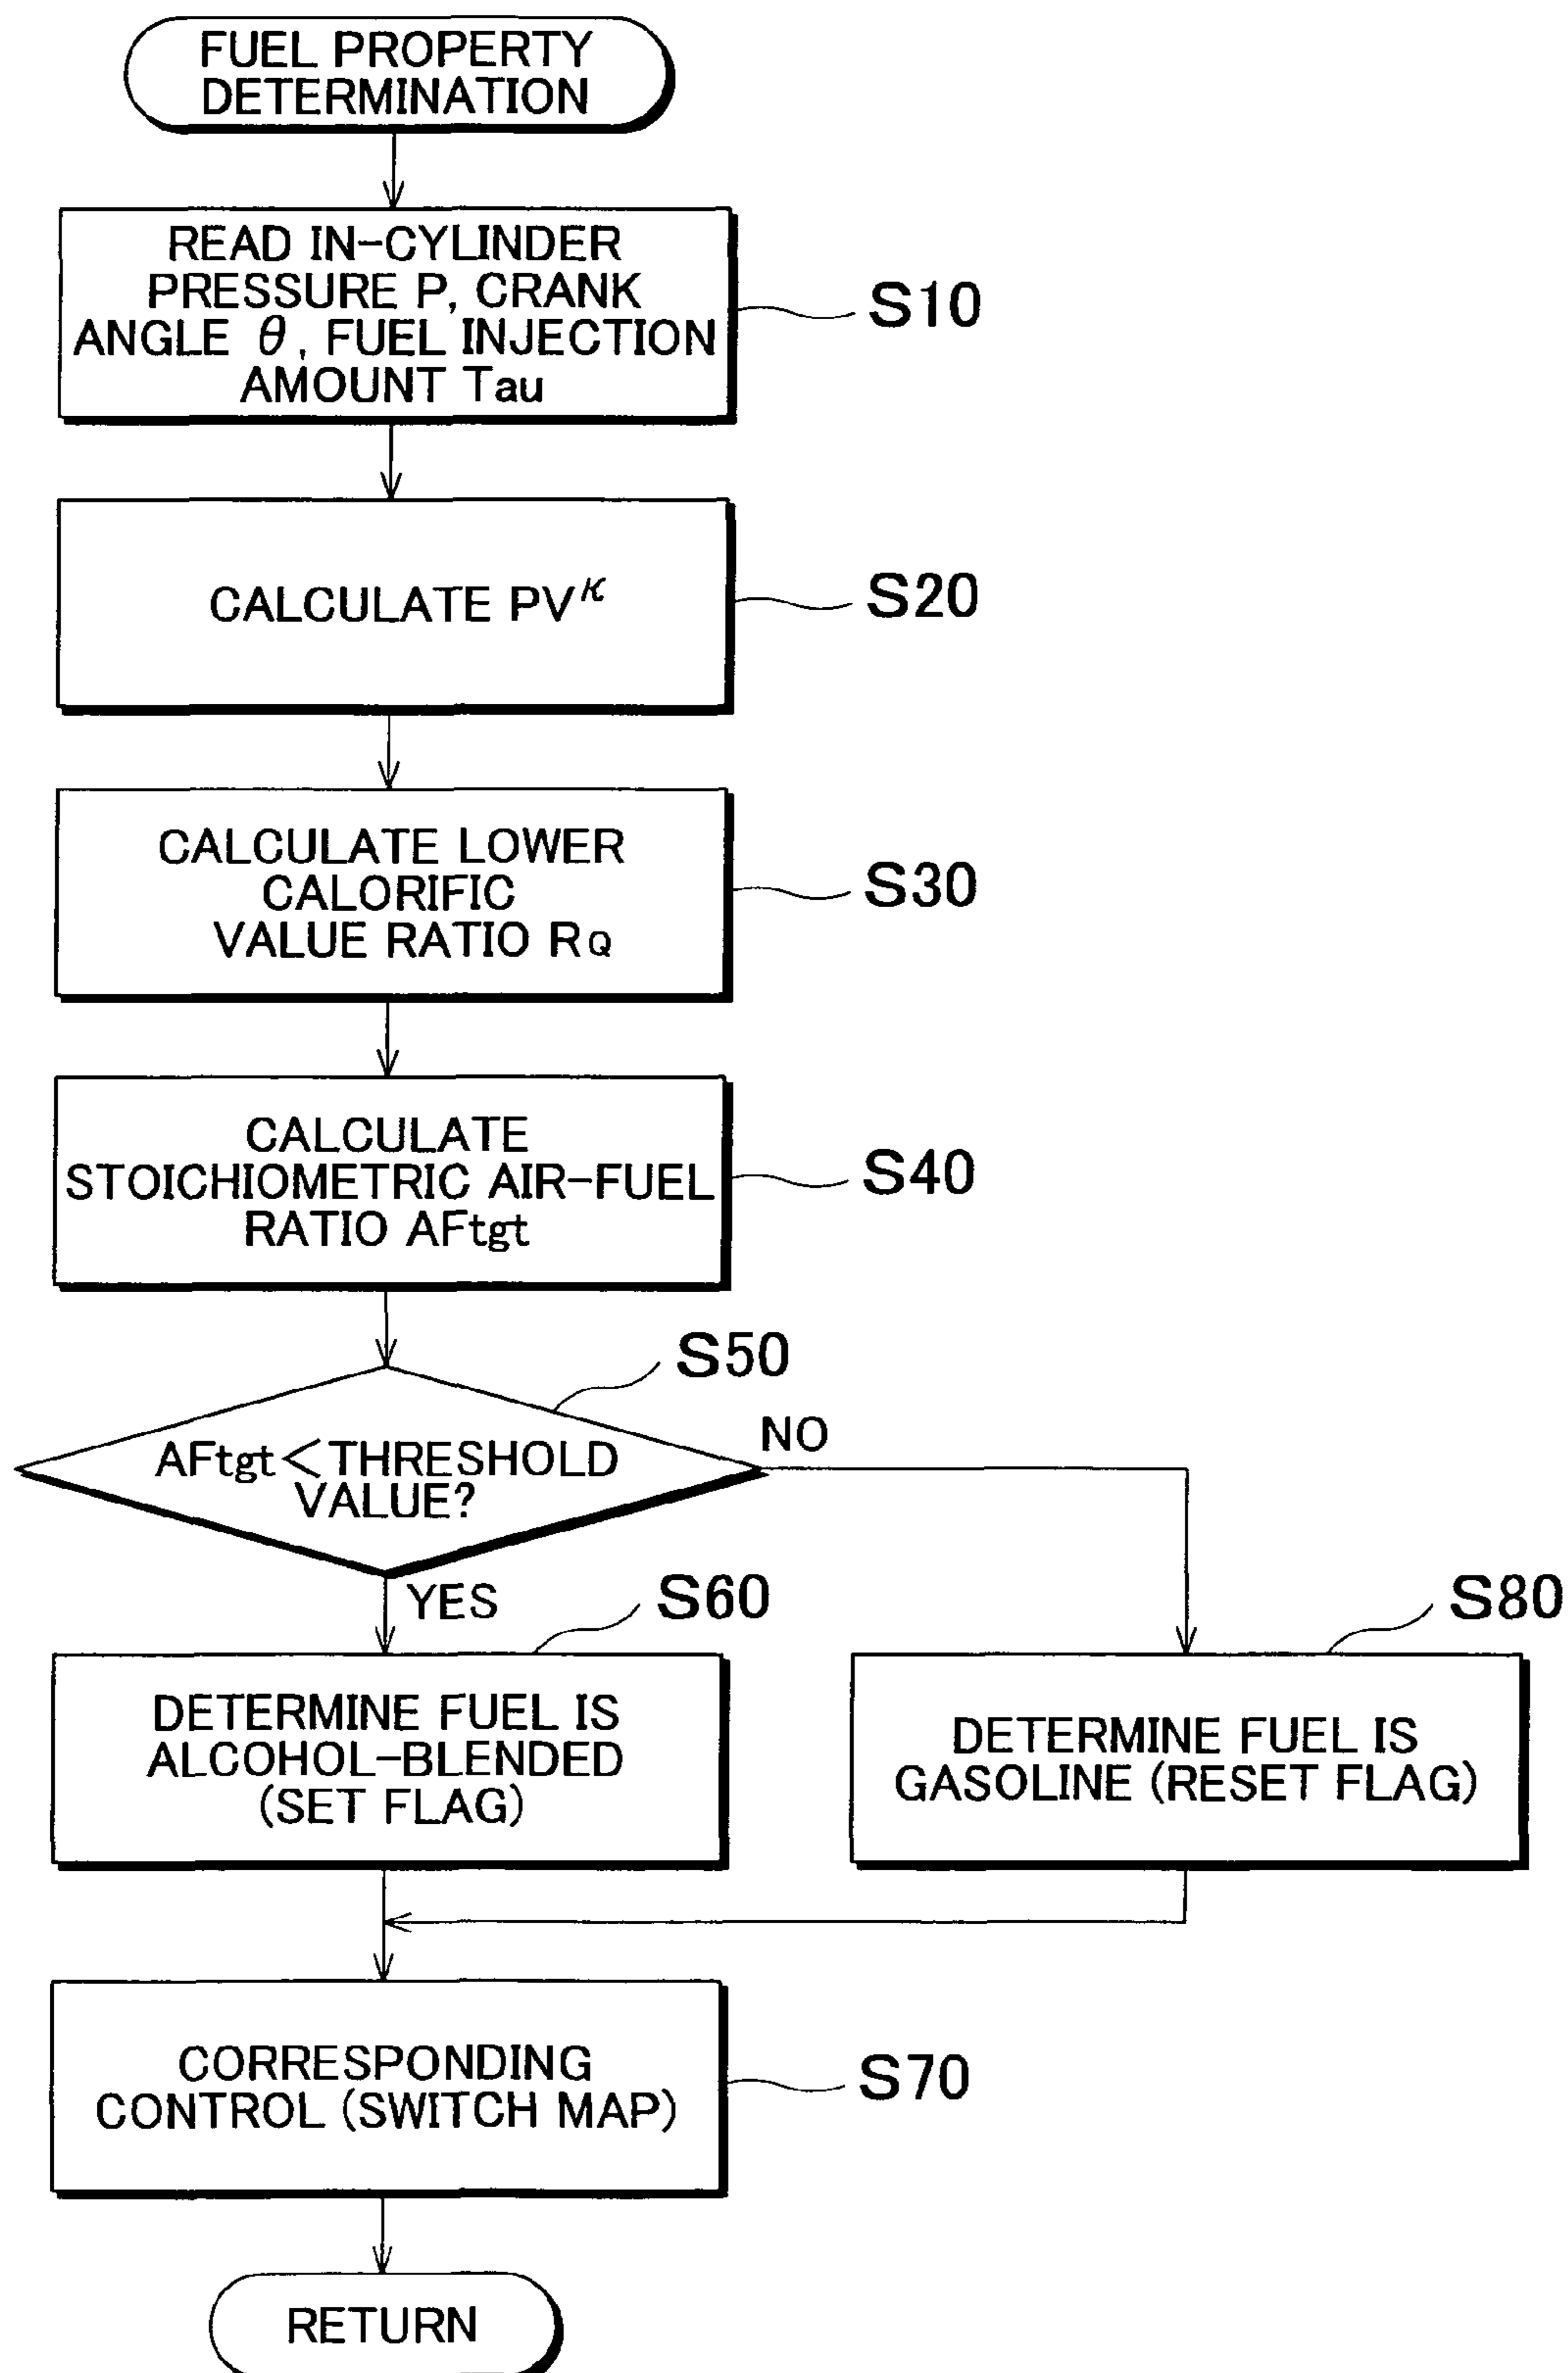 FUEL PROPERTY
DETERMINATION
READ IN-CYLINDER
PRESSURE P, CRANK
ANGLE θ, FUEL INJECTION
AMOUNT Tau
S10
CALCULATE PV^κ
S20
CALCULATE LOWER
CALORIFIC
VALUE RATIO RQ
S30
CALCULATE
STOICHIOMETRIC AIR-FUEL
RATIO AFtgt
S40
S50
AFtgt<THRESHOLD
VALUE?
NO
YES
S60
S80
DETERMINE FUEL IS
ALCOHOL-BLENDED
(SET FLAG)
DETERMINE FUEL IS
GASOLINE (RESET FLAG)
CORRESPONDING
CONTROL (SWITCH MAP)
S70
RETURN